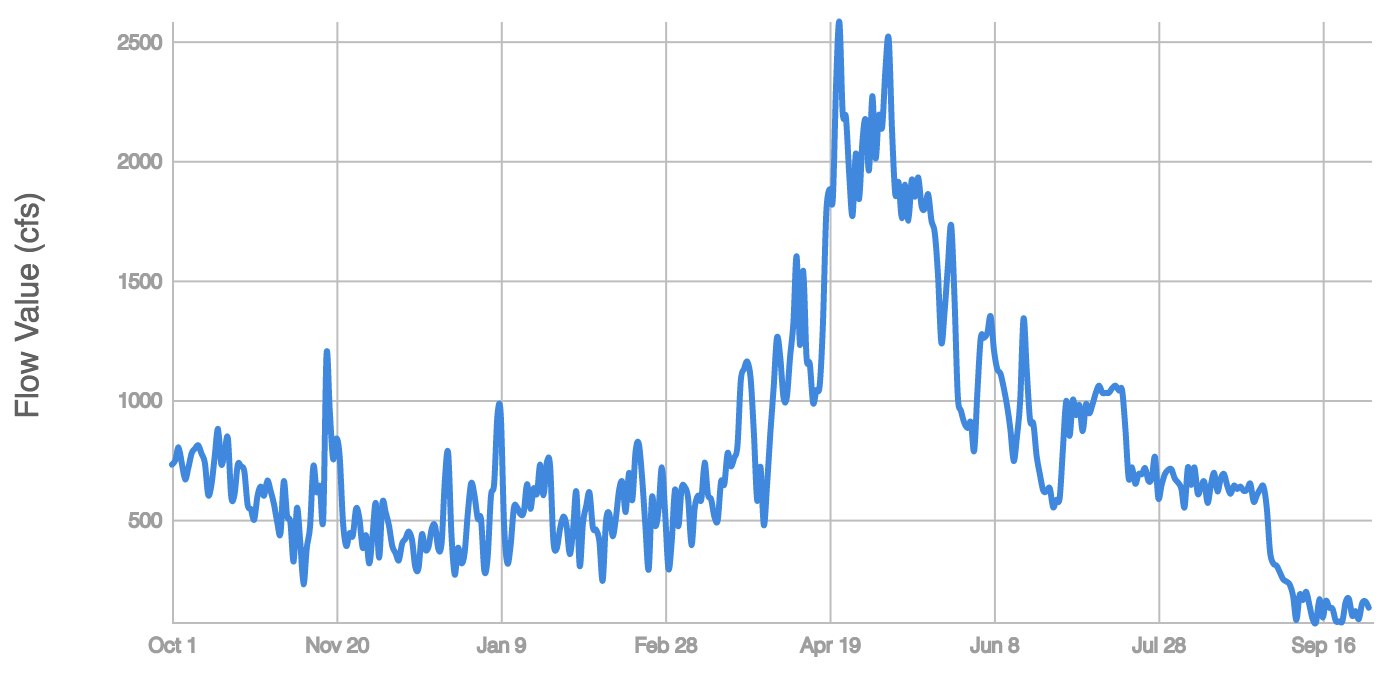 Flow Value (cfs)
2500
2000
1500
1000
500
Oct 1
Nov 20
Jan 9
Feb 28
Apr 19
Jun 8
Jul 28
Sep 16